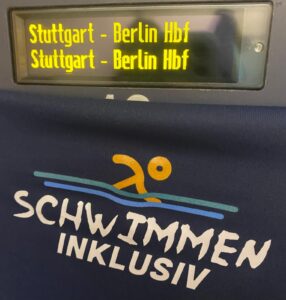 Stuttgart - Berlin Hbf
Stuttgart - Berlin Hbf
SCHWIMMEN
INKLUSIV